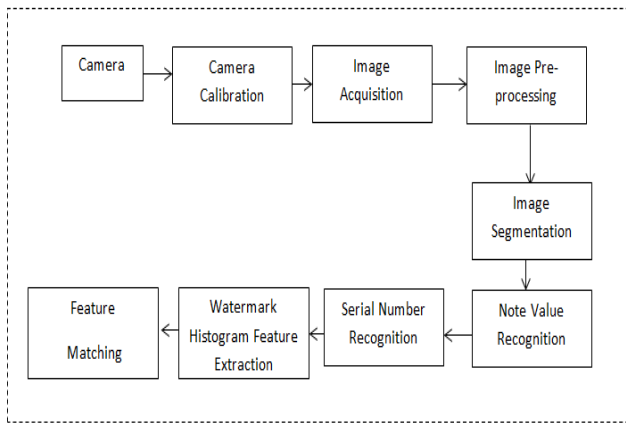 Camera
Camera
Calibration
Image
Acquisition
Image Pre-
processing
Image
Segmentation
Note Value
Recognition
Serial Number
Recognition
Watermark
Histogram Feature
Extraction
Feature
Matching